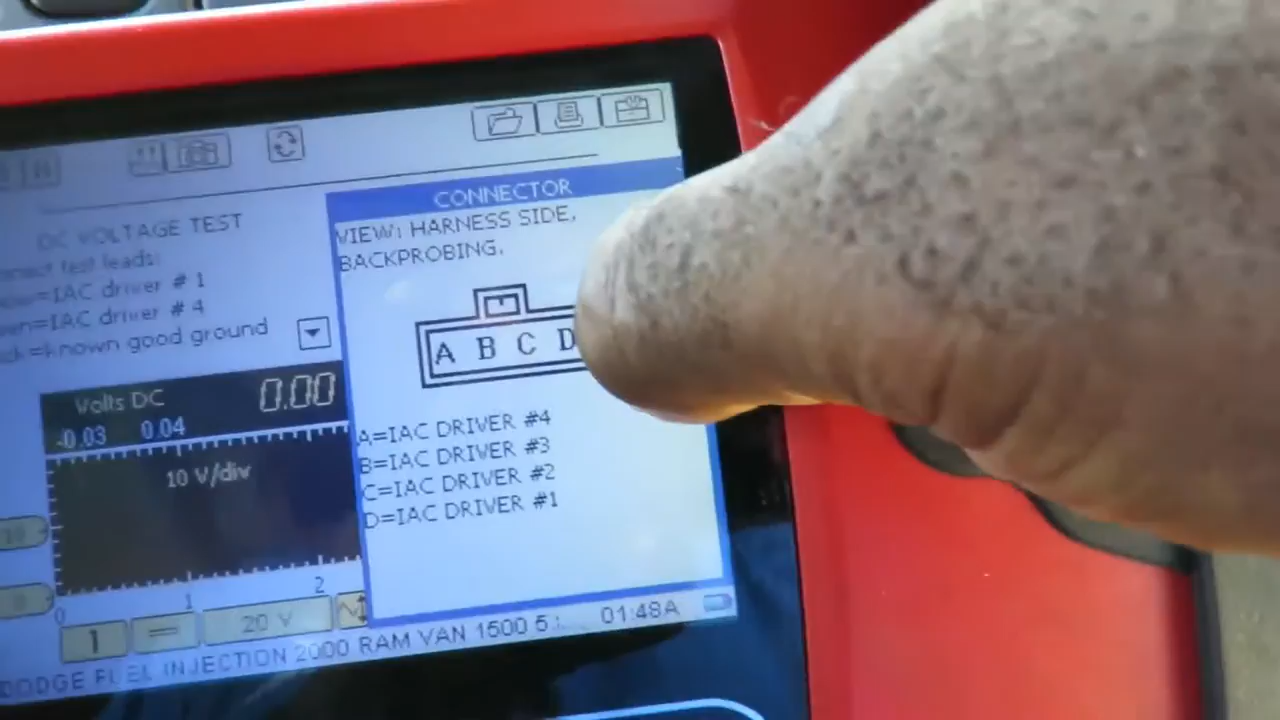 DC VOLTAGE TEST
test leads:
=IAC driver # 1
=IAC driver # 4
=known good ground
Volts DC 0.00
-0.03 0.04
10 V/div
0 1 2
1 20 V
CONNECTOR
VIEW: HARNESS SIDE,
BACKPROBING.
A B C D
A=IAC DRIVER #4
B=IAC DRIVER #3
C=IAC DRIVER #2
D=IAC DRIVER #1
DODGE FUEL INJECTION 2000 RAM VAN 1500 5. 01:48A